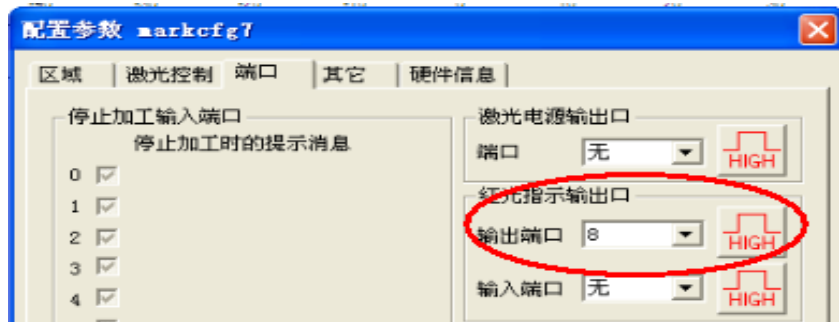 配置参数 markcfg7
区域 激光控制 端口 其它 硬件信息
停止加工输入端口
停止加工时的提示消息
0
1
2
3
4
激光电源输出口
端口 无 HIGH
红光指示输出口
输出端口 8 HIGH
输入端口 无 HIGH